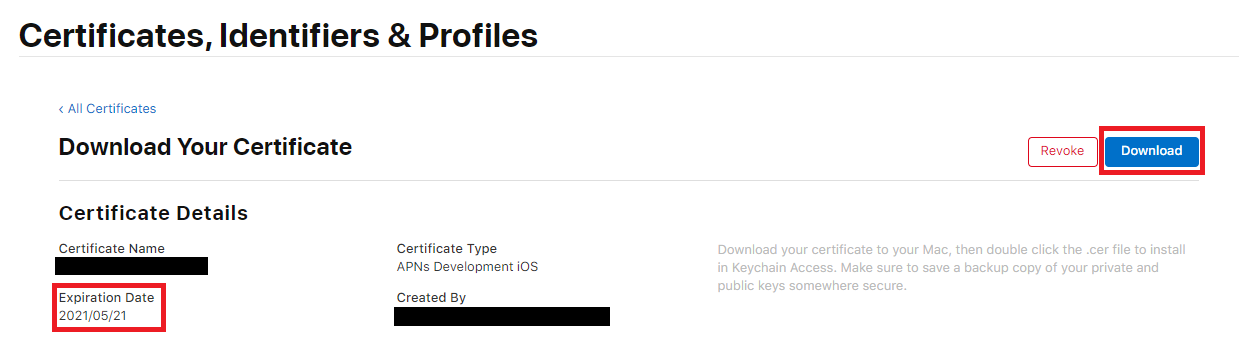 Certificates, Identifiers & Profiles
‹ All Certificates
Download Your Certificate
Revoke
Download
Certificate Details
Certificate Name
Expiration Date
2021/05/21
Certificate Type
APNs Development iOS
Created By
Download your certificate to your Mac, then double click the .cer file to install
in Keychain Access. Make sure to save a backup copy of your private and
public keys somewhere secure.